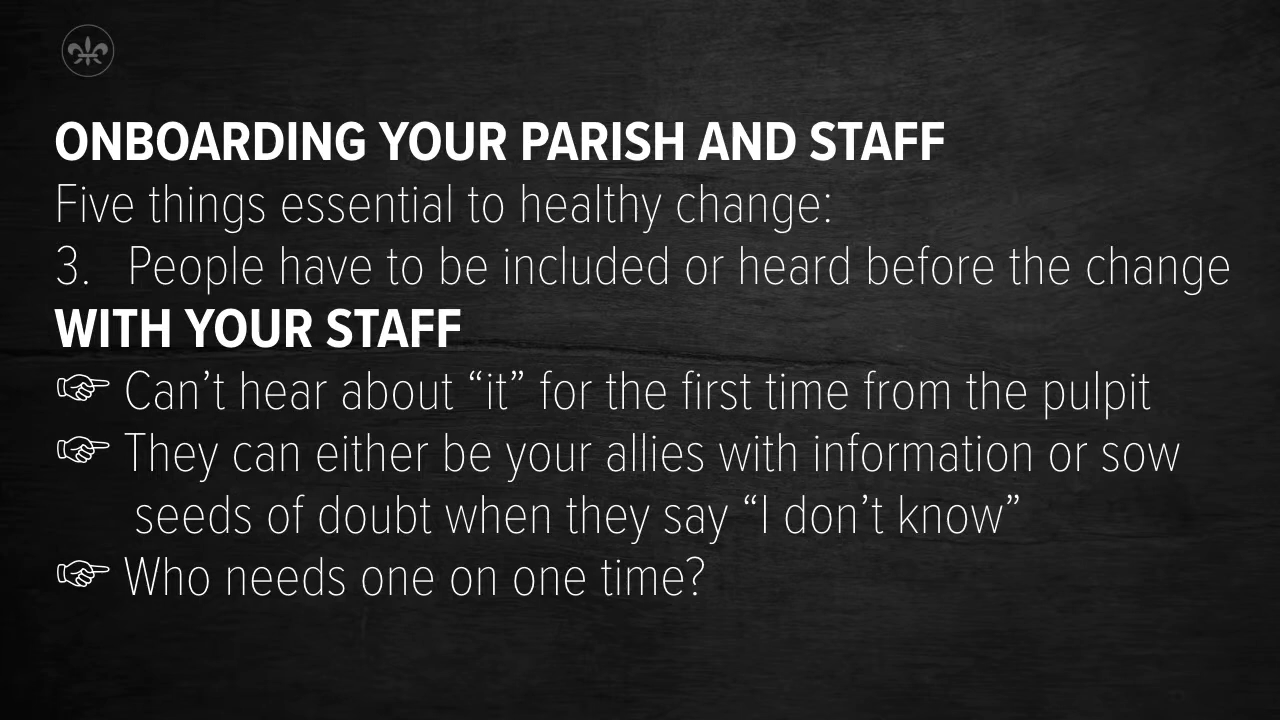 ONBOARDING YOUR PARISH AND STAFF
Five things essential to healthy change:
3. People have to be included or heard before the change
WITH YOUR STAFF
☞ Can’t hear about “it” for the first time from the pulpit
☞ They can either be your allies with information or sow
seeds of doubt when they say “I don’t know”
☞ Who needs one on one time?